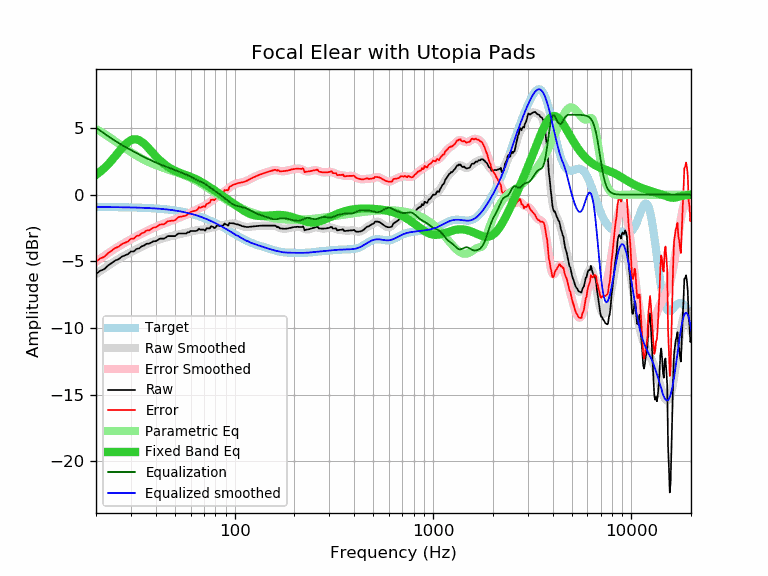 Focal Elear with Utopia Pads
Amplitude (dBr)
5
0
−5
−10
−15
−20
Target
Raw Smoothed
Error Smoothed
Raw
Error
Parametric Eq
Fixed Band Eq
Equalization
Equalized smoothed
100
1000
10000
Frequency (Hz)